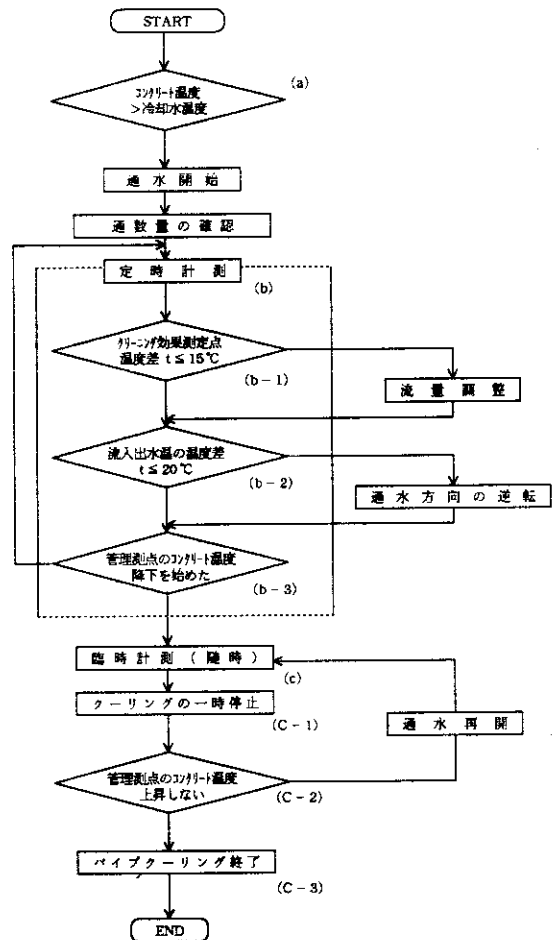 START
(a)
コンクリート温度
>冷却水温度
通水開始
通数量の確認
定時計測
(b)
クリーニング効果測定点
温度差 t≦15℃
(b-1)
流量調整
流入出水温の温度差
t≦20℃
(b-2)
通水方向の逆転
管理測点のコンクリート温度
降下を始めた
(b-3)
臨時計測(随時)
(c)
クーリングの一時停止
(C-1)
通水再開
管理測点のコンクリート温度
上昇しない
(C-2)
パイプクーリング終了
(C-3)
END